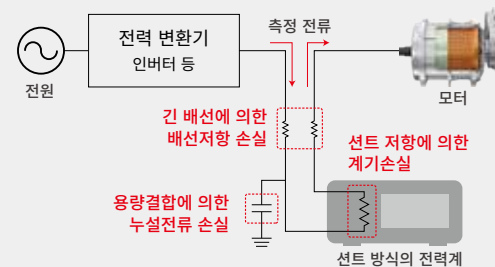 측정 전류
전력 변환기
인버터 등
전원
모터
긴 배선에 의한
배선저항 손실
션트 저항에 의한
계기손실
용량결합에 의한
누설전류 손실
션트 방식의 전력계